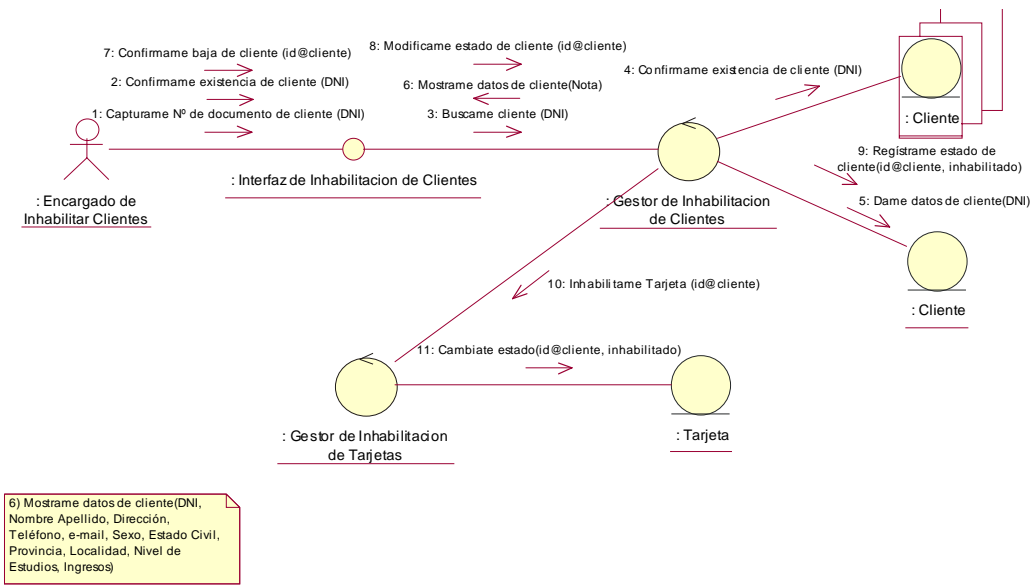 7: Confirmame baja de cliente (id@cliente)
8: Modificame estado de cliente (id@cliente)
2: Confirmame existencia de cliente (DNI)
6: Mostrame datos de cliente(Nota)
4: Confirmame existencia de cliente (DNI)
1: Capturame Nº de documento de cliente (DNI)
3: Buscame cliente (DNI)
: Cliente
9: Regístrame estado de
cliente(id@cliente, inhabilitado)
: Encargado de
Inhabilitar Clientes
: Interfaz de Inhabilitacion de Clientes
: Gestor de Inhabilitacion
de Clientes
5: Dame datos de cliente(DNI)
: Cliente
10: Inhabilitame Tarjeta (id@cliente)
11: Cambiate estado(id@cliente, inhabilitado)
: Gestor de Inhabilitacion
de Tarjetas
: Tarjeta
6) Mostrame datos de cliente(DNI,
Nombre Apellido, Dirección,
Teléfono, e-mail, Sexo, Estado Civil,
Provincia, Localidad, Nivel de
Estudios, Ingresos)